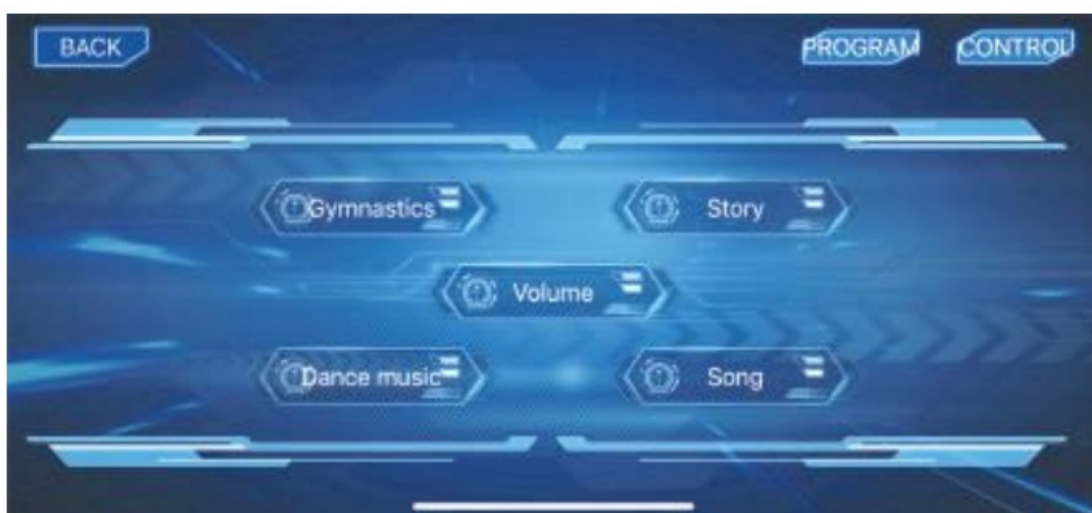 BACK
PROGRAM
CONTROL
Gymnastics
Story
Volume
Dance music
Song